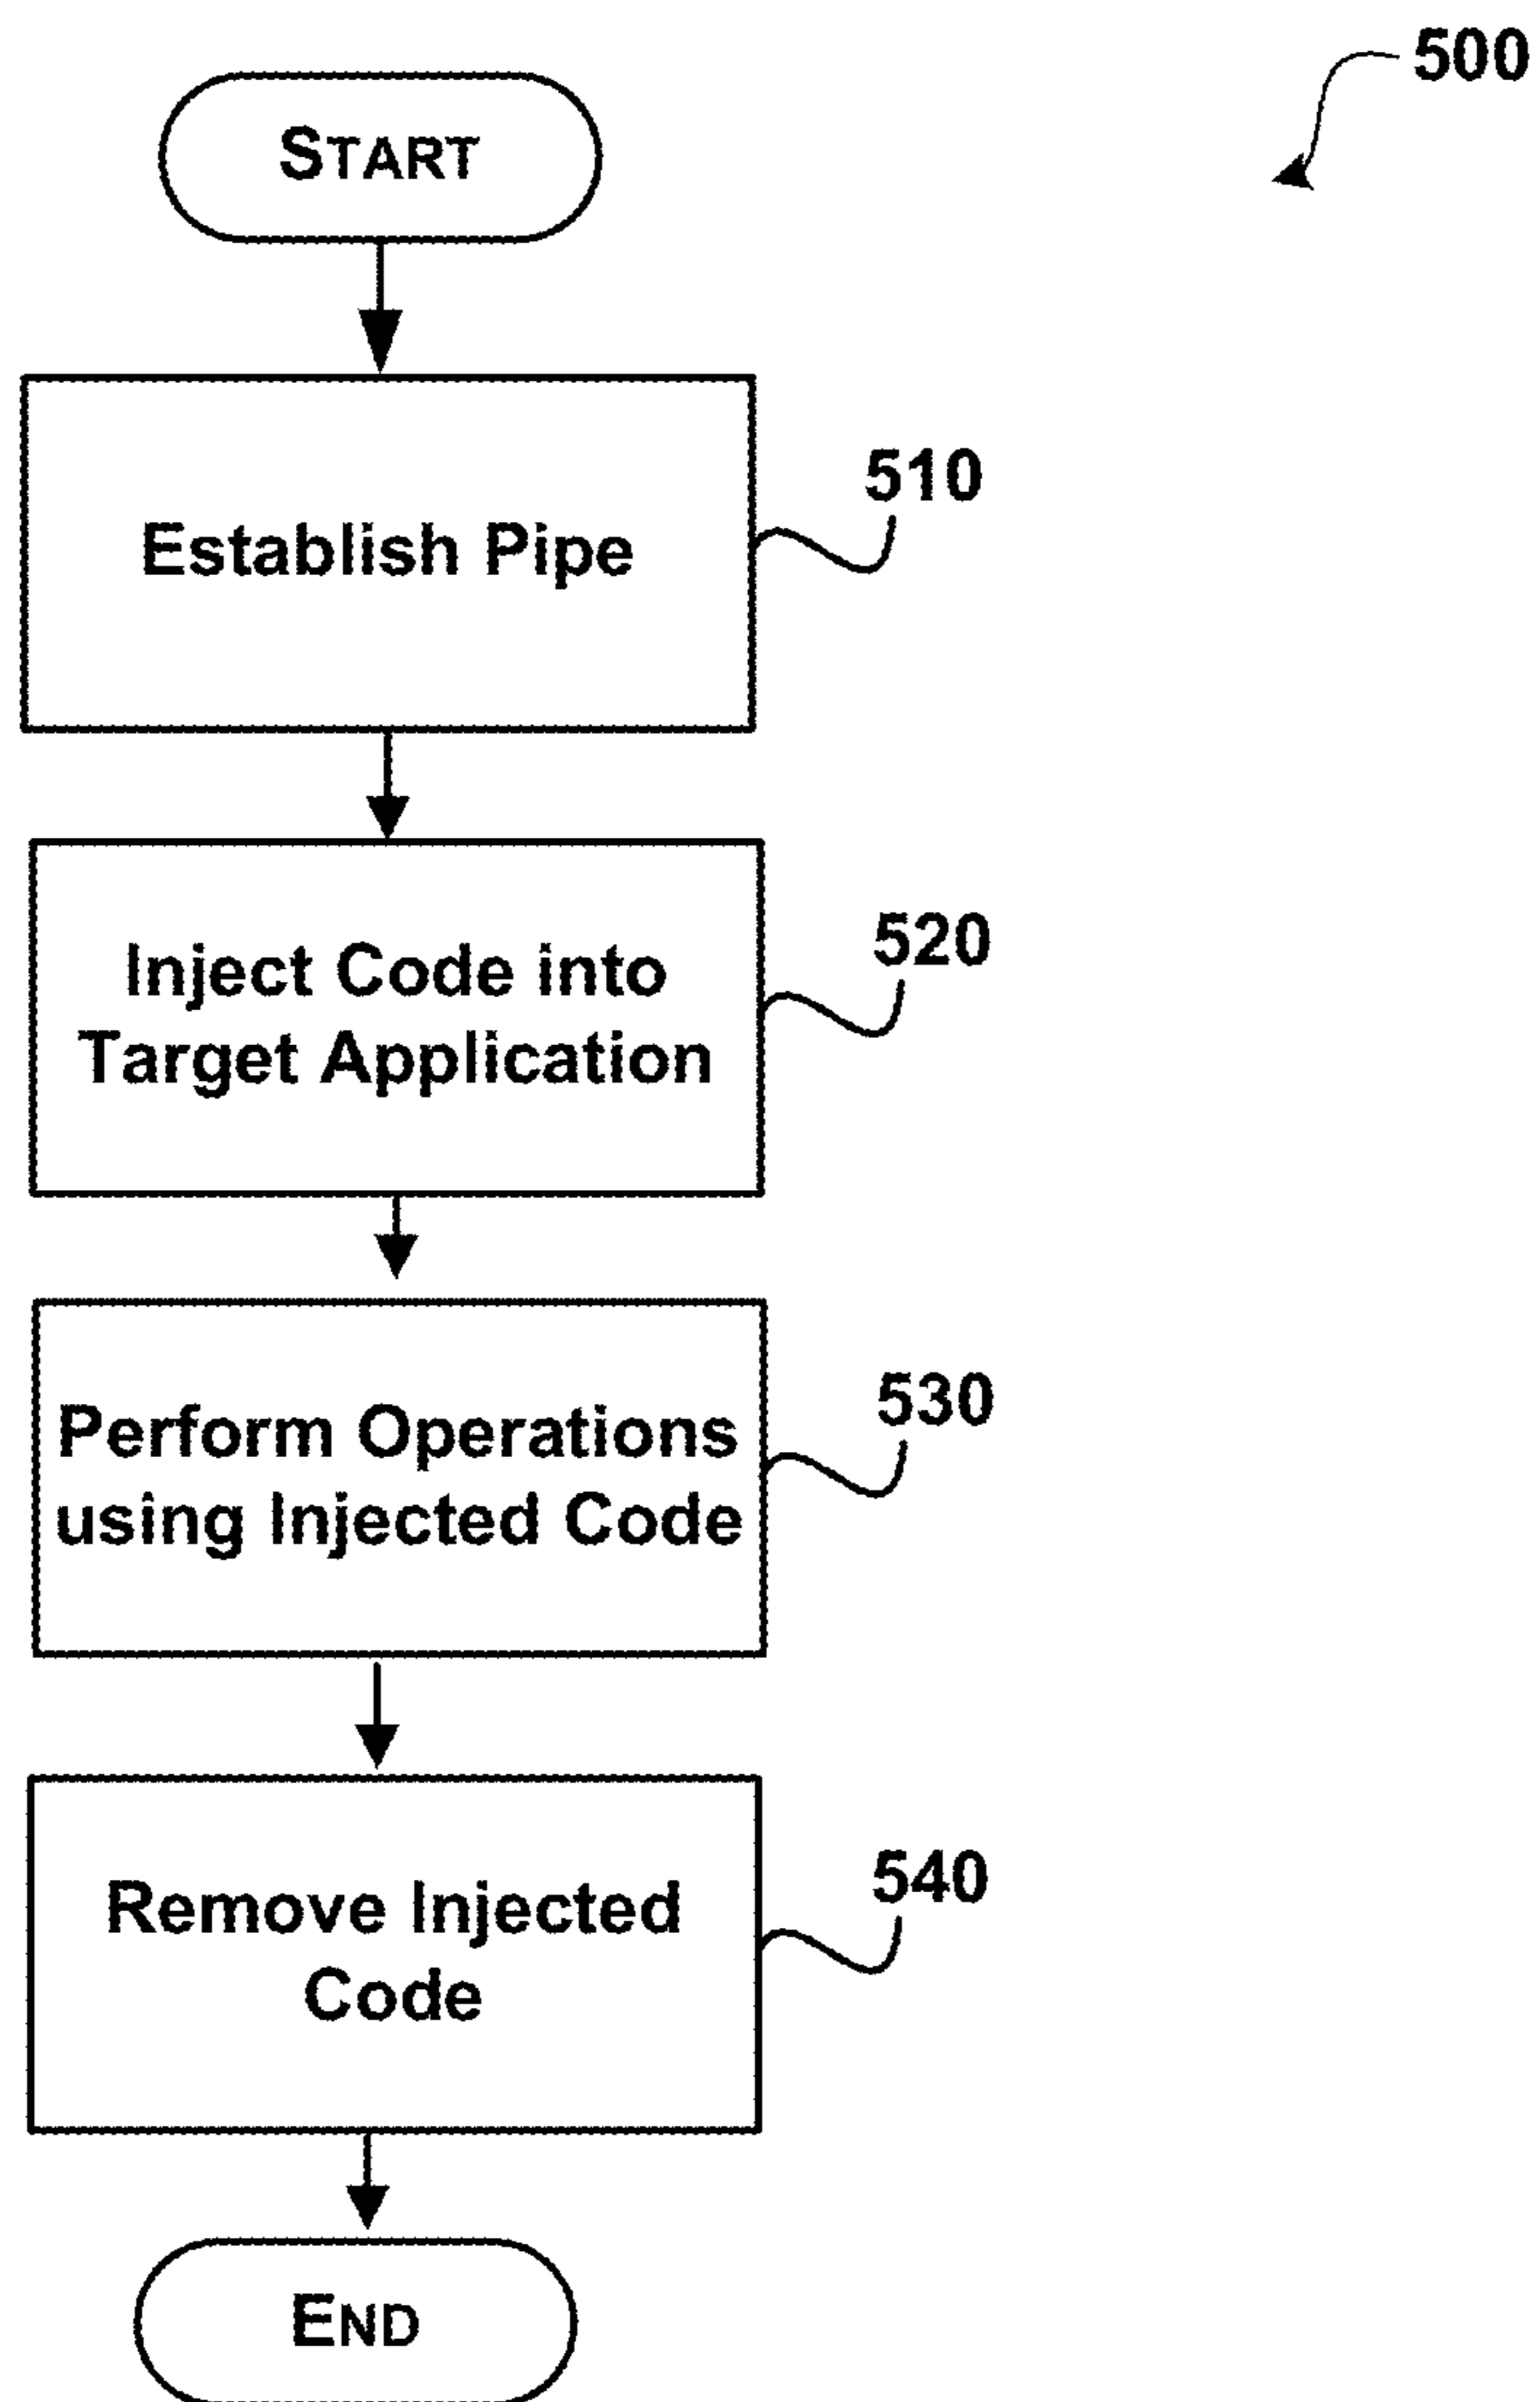 500
START
Establish Pipe
510
Inject Code into
Target Application
520
Perform Operations
using Injected Code
530
Remove Injected
Code
540
END